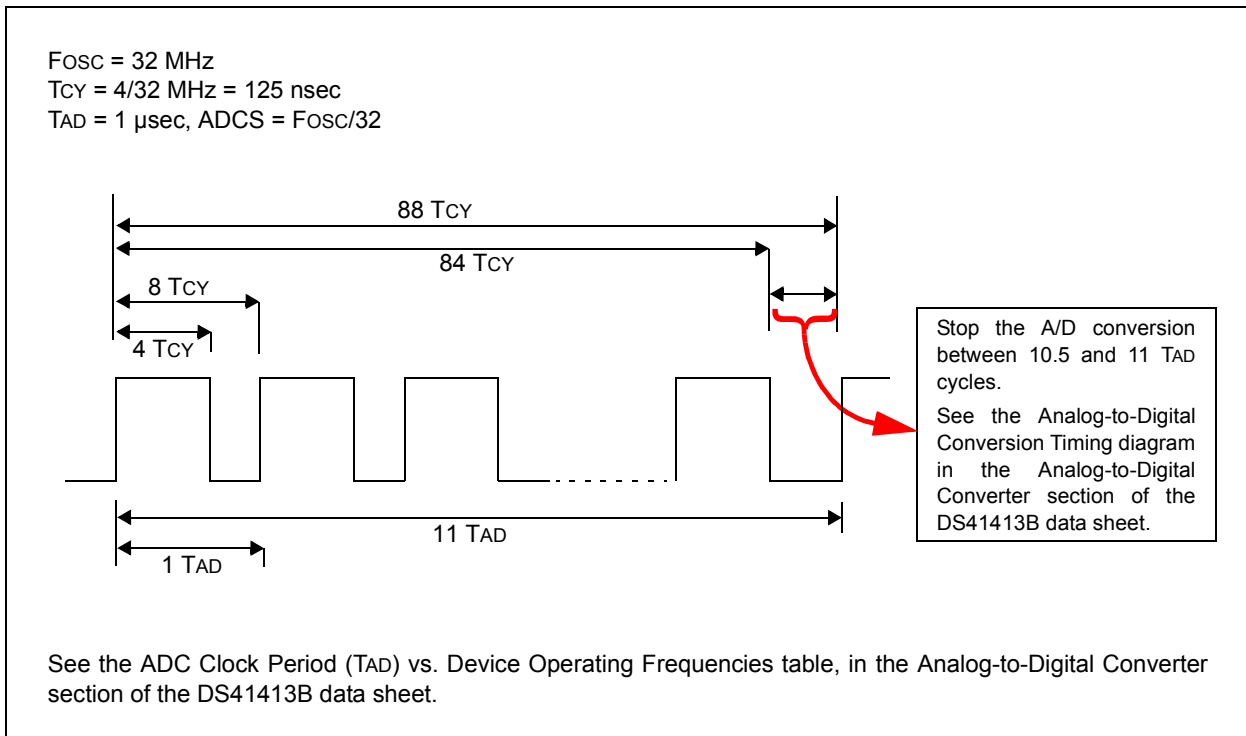 FOSC = 32 MHz
TCY = 4/32 MHz = 125 nsec
TAD = 1 µsec, ADCS = FOSC/32
88 TCY
84 TCY
8 TCY
4 TCY
Stop the A/D conversion
between 10.5 and 11 TAD
cycles.
See the Analog-to-Digital
Conversion Timing diagram
in the Analog-to-Digital
Converter section of the
DS41413B data sheet.
11 TAD
1 TAD
See the ADC Clock Period (TAD) vs. Device Operating Frequencies table, in the Analog-to-Digital Converter
section of the DS41413B data sheet.